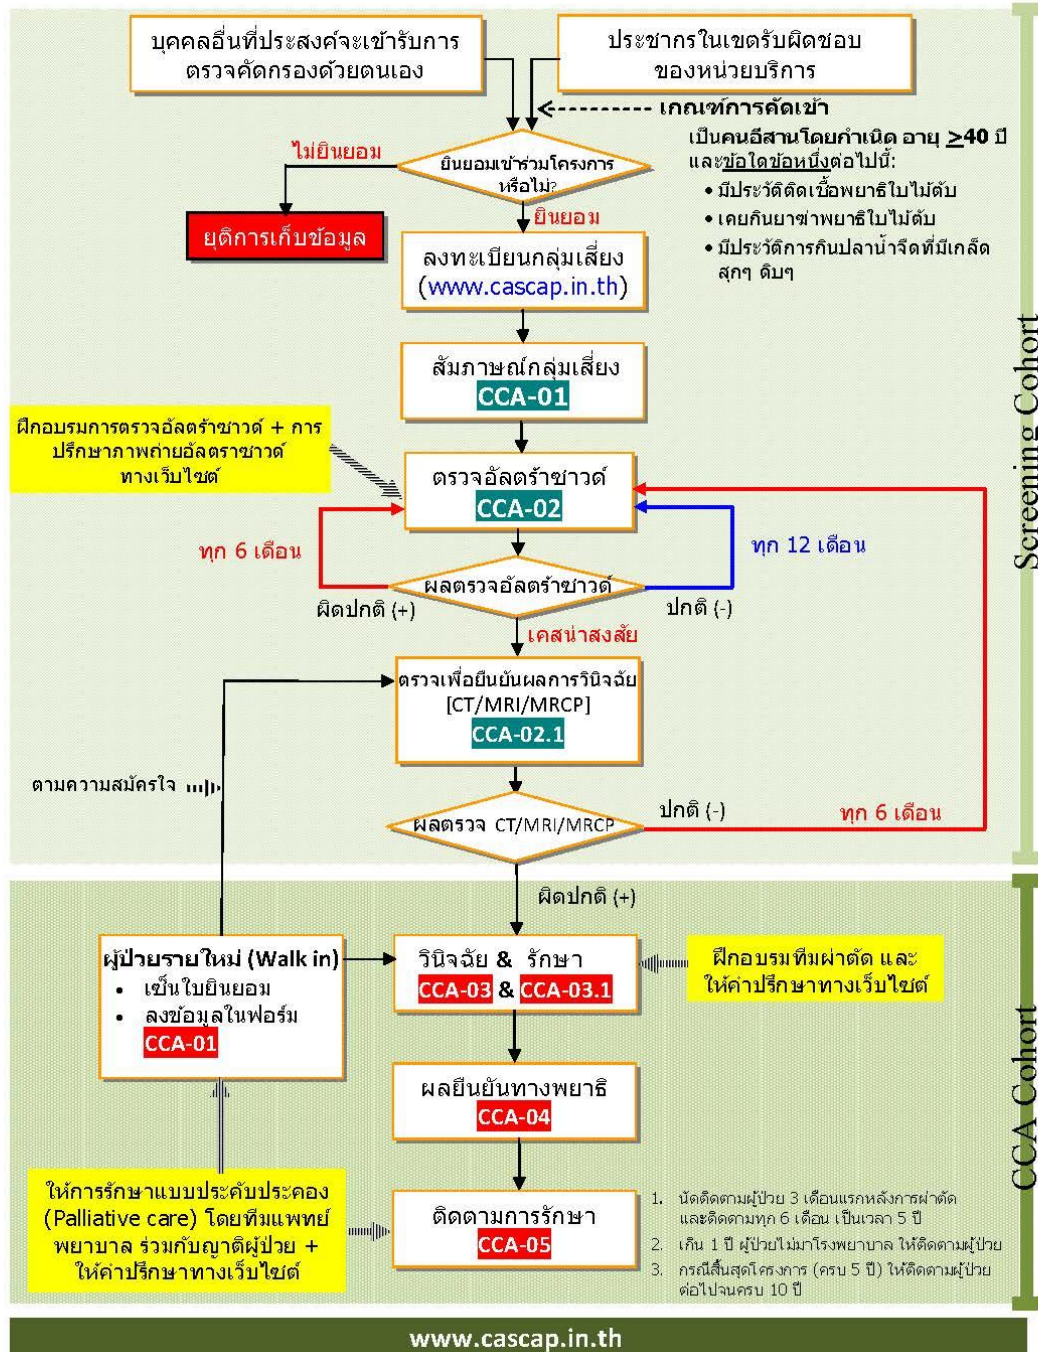 บุคคลอื่นที่ประสงค์จะเข้ารับการ
ตรวจคัดกรองด้วยตนเอง
ประชากรในเขตรับผิดชอบ
ของหน่วยบริการ
เกณฑ์การคัดเข้า
เป็นคนอีสานโดยกำเนิด อายุ ≥40 ปี
และข้อใดข้อหนึ่งต่อไปนี้:
• มีประวัติติดเชื้อพยาธิใบไม้ตับ
• เคยกินยาฆ่าพยาธิใบไม้ตับ
• มีประวัติการกินปลาน้ำจืดที่มีเกล็ด
สุกๆ ดิบๆ
ยินยอมเข้าร่วมโครงการ
หรือไม่?
ไม่ยินยอม
ยุติการเก็บข้อมูล
ยินยอม
ลงทะเบียนกลุ่มเสี่ยง
(www.cascap.in.th)
สัมภาษณ์กลุ่มเสี่ยง
CCA-01
ฝึกอบรมการตรวจอัลตร้าซาวด์ + การ
ปรึกษาภาพถ่ายอัลตราซาวด์
ทางเว็บไซต์
ตรวจอัลตร้าซาวด์
CCA-02
ทุก 6 เดือน
ทุก 12 เดือน
ผลตรวจอัลตร้าซาวด์
ผิดปกติ (+)
ปกติ (-)
เคสน่าสงสัย
ตรวจเพื่อยืนยันผลการวินิจฉัย
[CT/MRI/MRCP]
CCA-02.1
ตามความสมัครใจ
ผลตรวจ CT/MRI/MRCP
ปกติ (-)
ทุก 6 เดือน
Screening Cohort
ผิดปกติ (+)
ผู้ป่วยรายใหม่ (Walk in)
• เซ็นใบยินยอม
• ลงข้อมูลในฟอร์ม
CCA-01
วินิจฉัย & รักษา
CCA-03 & CCA-03.1
ฝึกอบรมทีมผ่าตัด และ
ให้คำปรึกษาทางเว็บไซต์
ผลยืนยันทางพยาธิ
CCA-04
ให้การรักษาแบบประคับประคอง
(Palliative care) โดยทีมแพทย์
พยาบาล ร่วมกับญาติผู้ป่วย +
ให้คำปรึกษาทางเว็บไซต์
ติดตามการรักษา
CCA-05
1. นัดติดตามผู้ป่วย 3 เดือนแรกหลังการผ่าตัด
และติดตามทุก 6 เดือน เป็นเวลา 5 ปี
2. เกิน 1 ปี ผู้ป่วยไม่มาโรงพยาบาล ให้ติดตามผู้ป่วย
3. กรณีสิ้นสุดโครงการ (ครบ 5 ปี) ให้ติดตามผู้ป่วย
ต่อไปจนครบ 10 ปี
CCA Cohort
www.cascap.in.th